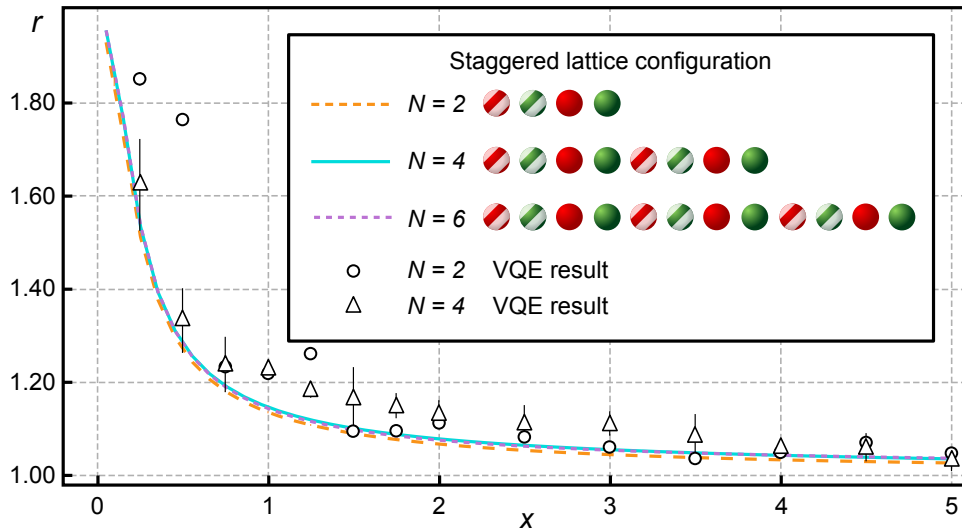 r
1.80
1.60
1.40
1.20
1.00
Staggered lattice configuration
N = 2
N = 4
N = 6
N = 2 VQE result
N = 4 VQE result
0 1 2 3 4 5
x